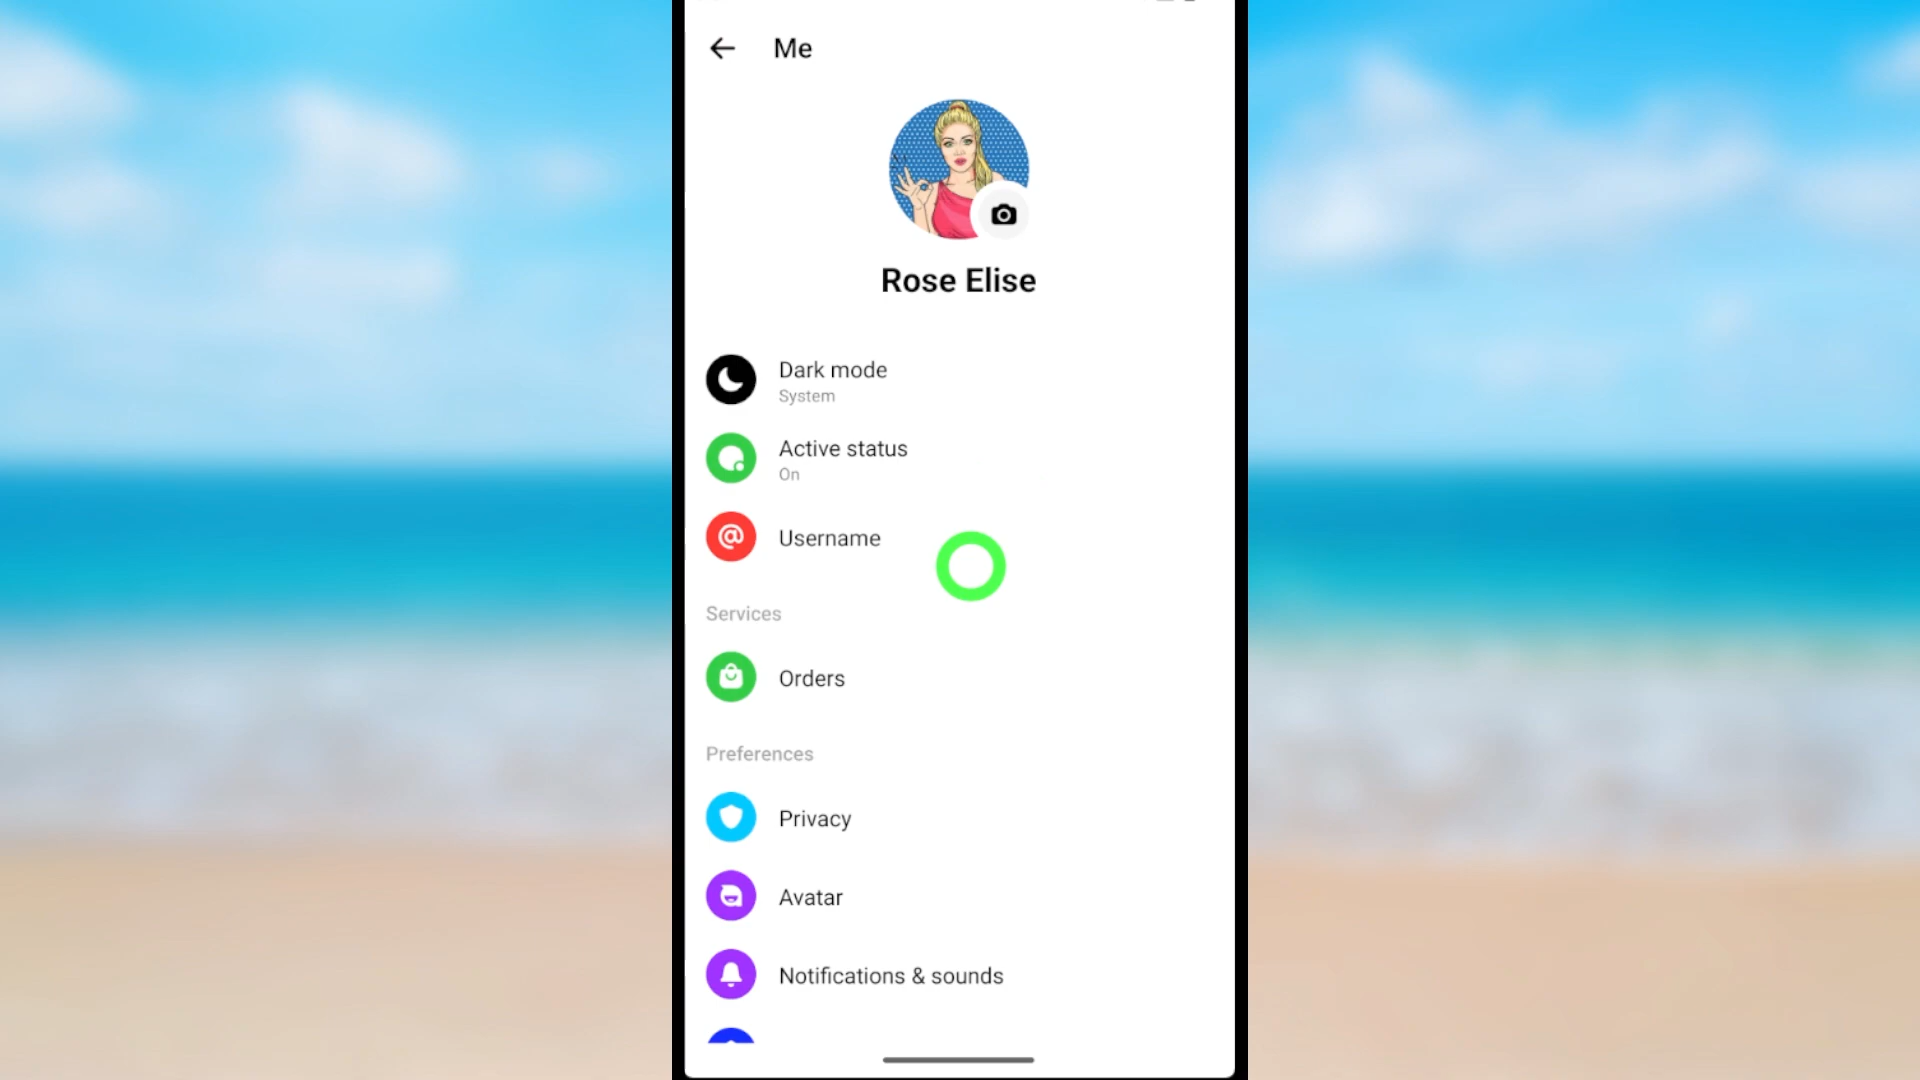 Me
Rose Elise
Dark mode
System
Active status
On
Username
Services
Orders
Preferences
Privacy
Avatar
Notifications & sounds